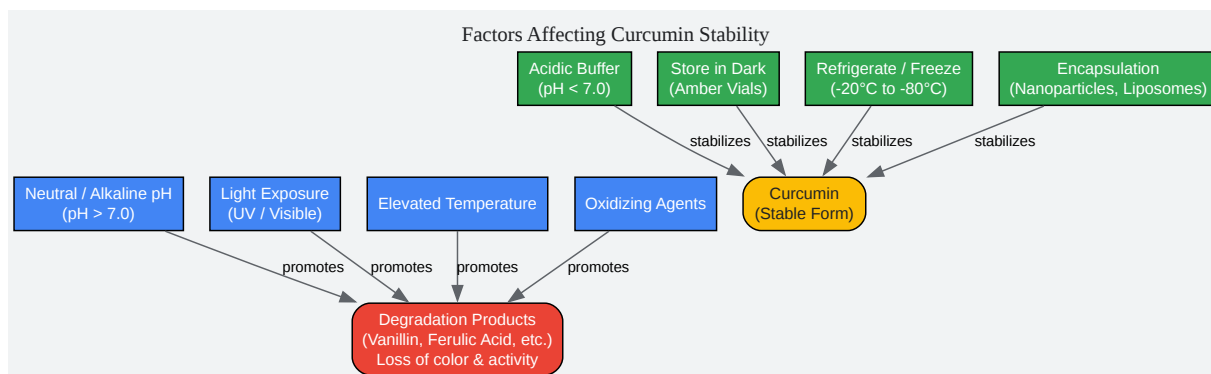 Factors Affecting Curcumin Stability
Acidic Buffer
(pH < 7.0)
Store in Dark
(Amber Vials)
Refrigerate / Freeze
(-20°C to -80°C)
Encapsulation
(Nanoparticles, Liposomes)
stabilizes
stabilizes
stabilizes
stabilizes
Neutral / Alkaline pH
(pH > 7.0)
Light Exposure
(UV / Visible)
Elevated Temperature
Oxidizing Agents
Curcumin
(Stable Form)
promotes
promotes
promotes
promotes
Degradation Products
(Vanillin, Ferulic Acid, etc.)
Loss of color & activity